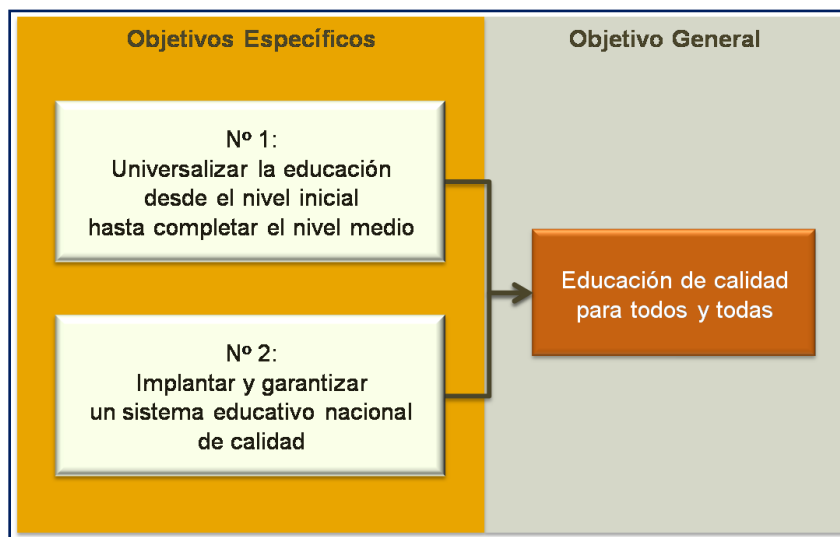 Objetivos Específicos
Objetivo General
Nº 1:
Universalizar la educación
desde el nivel inicial
hasta completar el nivel medio
Educación de calidad
para todos y todas
Nº 2:
Implantar y garantizar
un sistema educativo nacional
de calidad